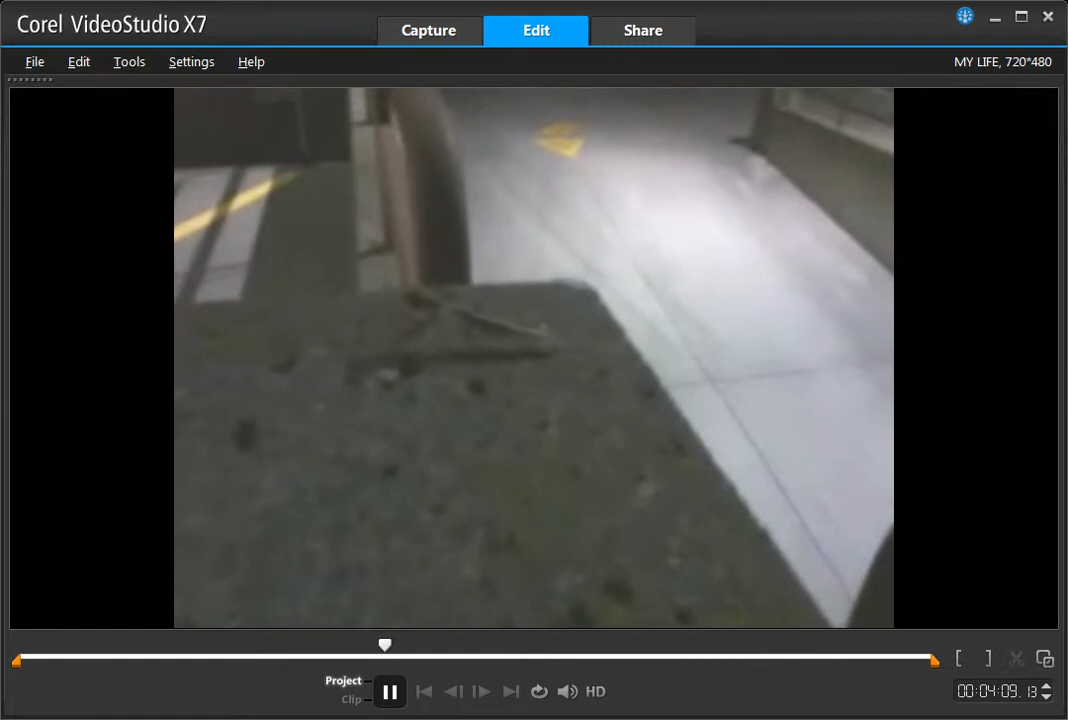 Corel VideoStudio X7
Capture
Edit
Share
File Edit Tools Settings Help
MY LIFE, 720*480
Project
Clip
HD
[ ]
00:04:09. 13